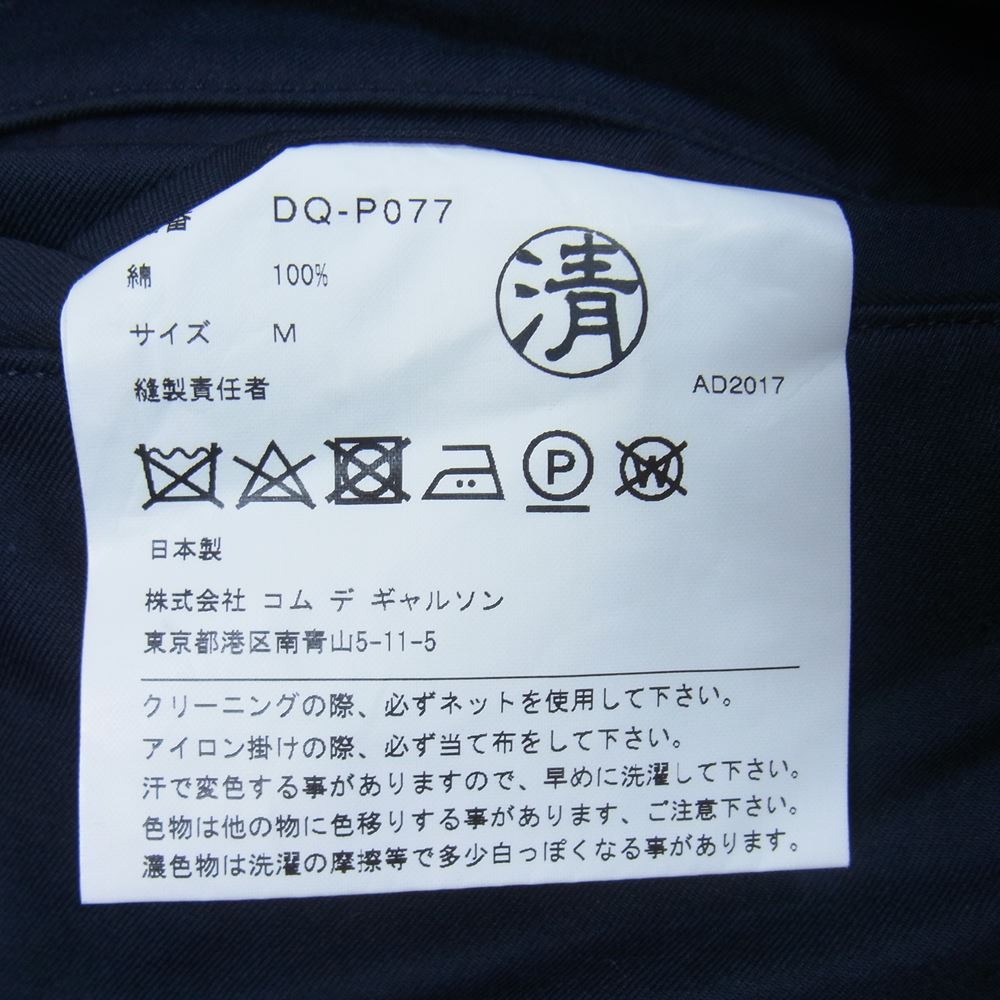 番 DQ-P077
綿 100%
サイズ M
清
縫製責任者
AD2017
P W
日本製
株式会社 コム デ ギャルソン
東京都港区南青山5-11-5
クリーニングの際、必ずネットを使用して下さい。
アイロン掛けの際、必ず当て布をして下さい。
汗で変色する事がありますので、早めに洗濯して下さい。
色物は他の物に色移りする事があります、ご注意下さい。
濃色物は洗濯の摩擦等で多少白っぽくなる事があります。